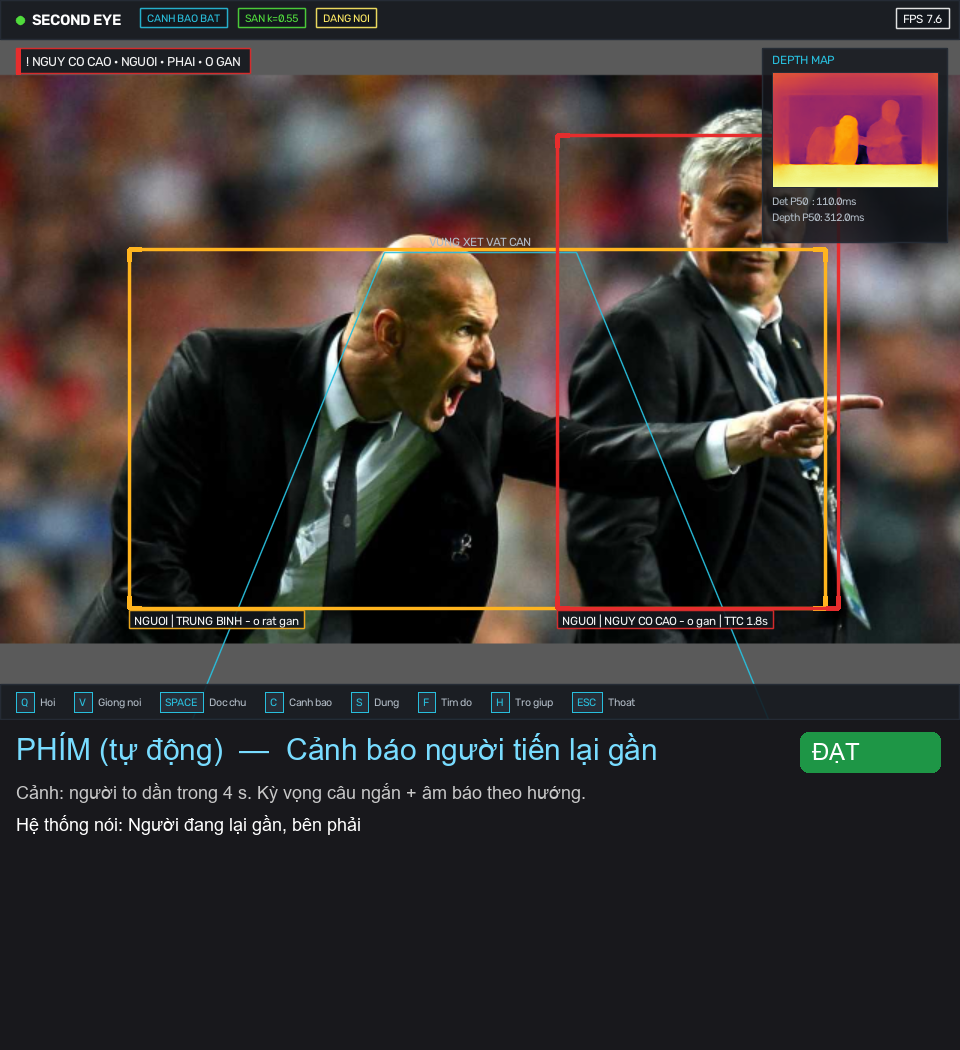 SECOND EYE
CANH BAO BAT
SAN k=0.55
DANG NOI
FPS 7.6
! NGUY CO CAO • NGUOI • PHAI • O GAN
DEPTH MAP
Det P50 : 110.0ms
Depth P50: 312.0ms
VUNG XET VAT CAN
NGUOI | TRUNG BINH - o rat gan
NGUOI | NGUY CO CAO - o gan | TTC 1.8s
Q Hoi V Giong noi SPACE Doc chu C Canh bao S Dung F Tim do H Tro giup ESC Thoat
PHÍM (tự động) — Cảnh báo người tiến lại gần
ĐẠT
Cảnh: người to dần trong 4 s. Kỳ vọng câu ngắn + âm báo theo hướng.
Hệ thống nói: Người đang lại gần, bên phải